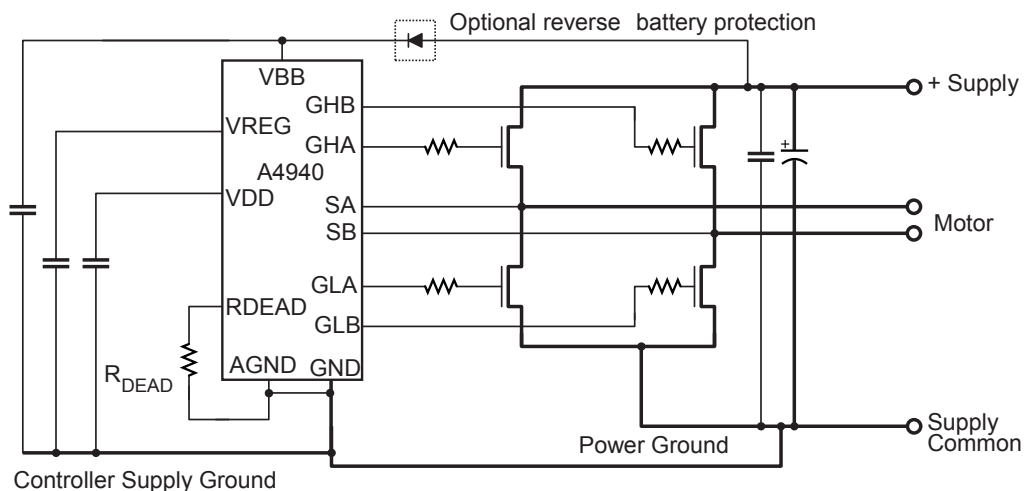 Optional reverse battery protection
VBB
GHB
+ Supply
VREG
GHA
A4940
VDD
SA
Motor
SB
GLA
RDEAD
GLB
AGND
GND
RDEAD
Supply
Common
Power Ground
Controller Supply Ground
+